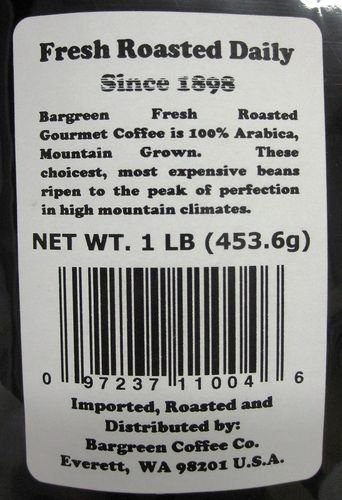 Fresh Roasted Daily
Since 1898
Bargreen Fresh Roasted
Gourmet Coffee is 100% Arabica,
Mountain Grown. These
choicest, most expensive beans
ripen to the peak of perfection
in high mountain climates.
NET WT. 1 LB (453.6g)
0 97237 11004 6
Imported, Roasted and
Distributed by:
Bargreen Coffee Co.
Everett, WA 98201 U.S.A.